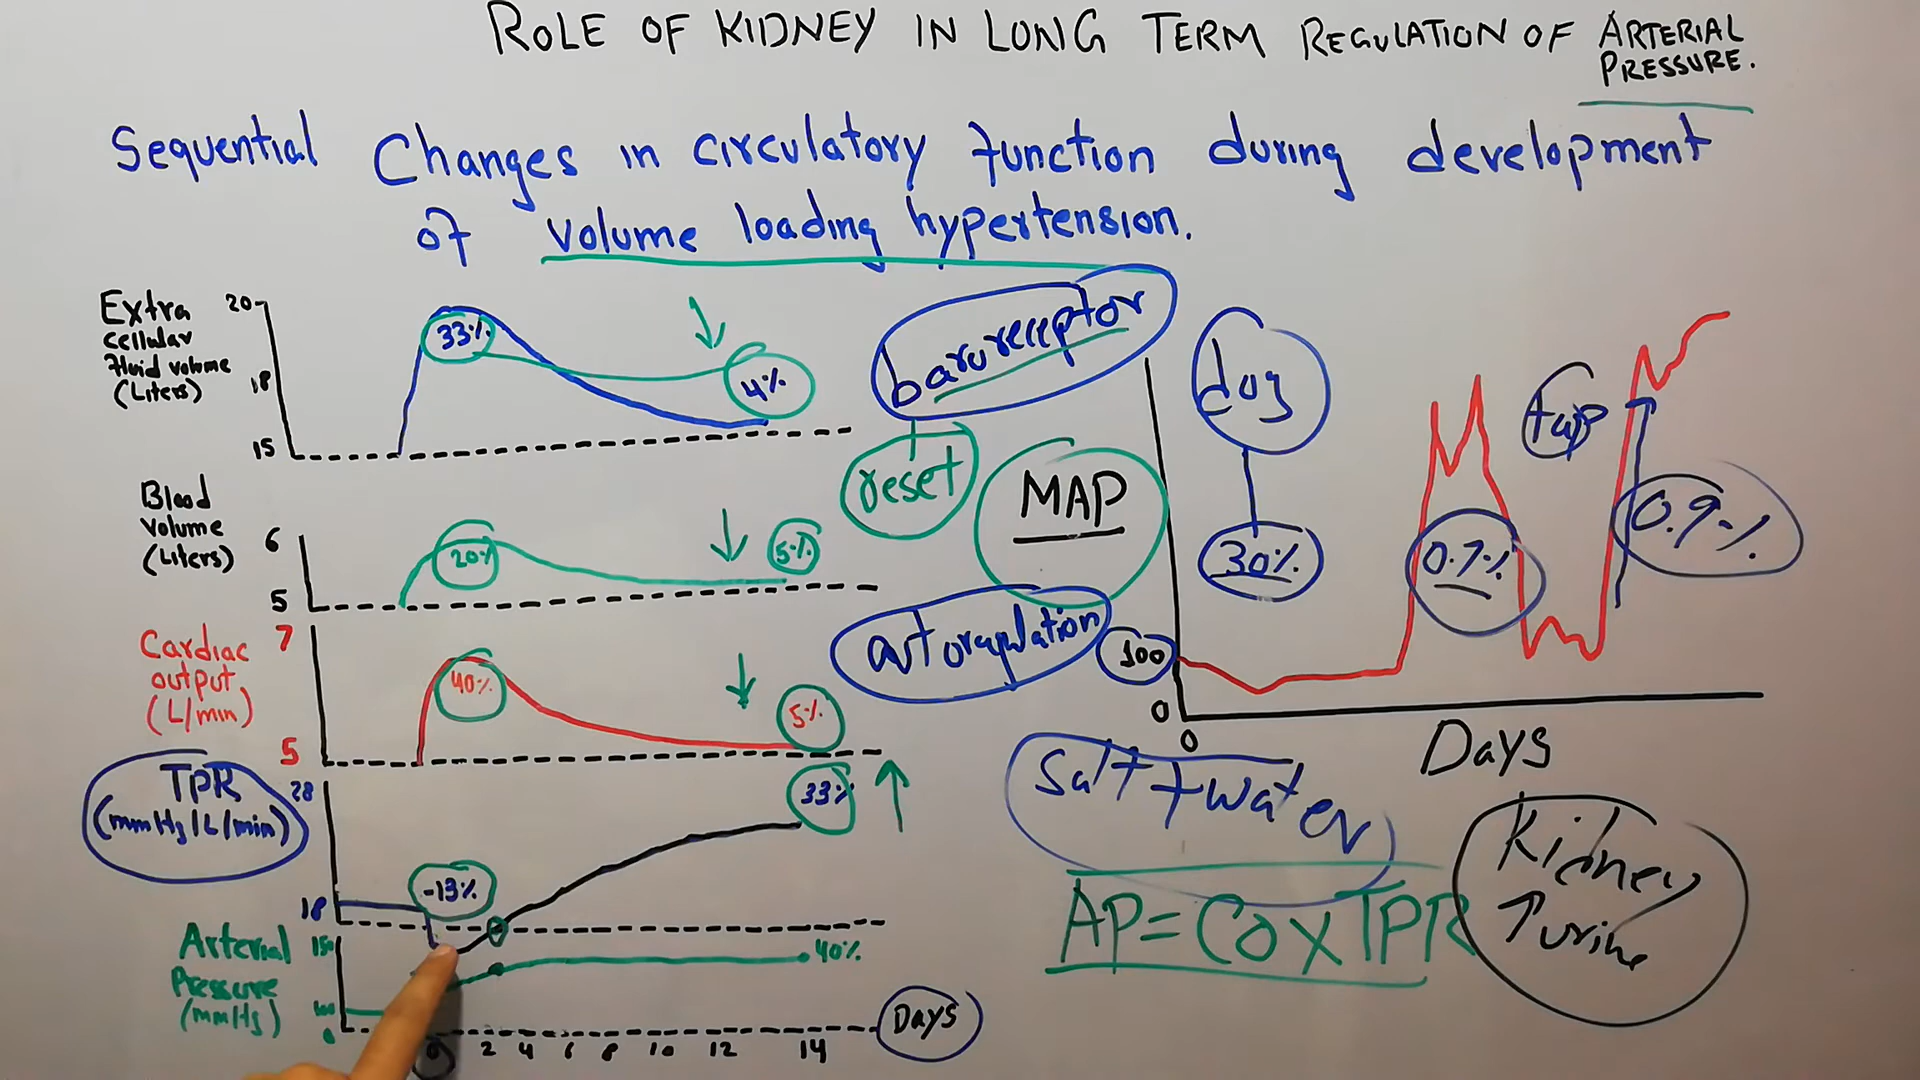 ROLE OF KIDNEY IN LONG TERM REGULATION OF ARTERIAL PRESSURE.
Sequential Changes in circulatory function during development
of volume loading hypertension.
Extra cellular fluid volume (Liters)
20
18
15
33%
4%
Blood volume (Liters)
6
5
20%
5%
Cardiac output (L/min)
7
5
40%
5%
TPR (mmHg/L/min)
28
18
-13%
33%
Arterial Pressure (mmHg)
150
100
0
40%
0 2 4 6 8 10 12 14
Days
baroreceptor
reset
MAP
autoregulation
dog
30%
0.7%
tap
0.9%
100
0
0
Days
Salt + water
AP = CO X TPR
Kidney
↑ urine